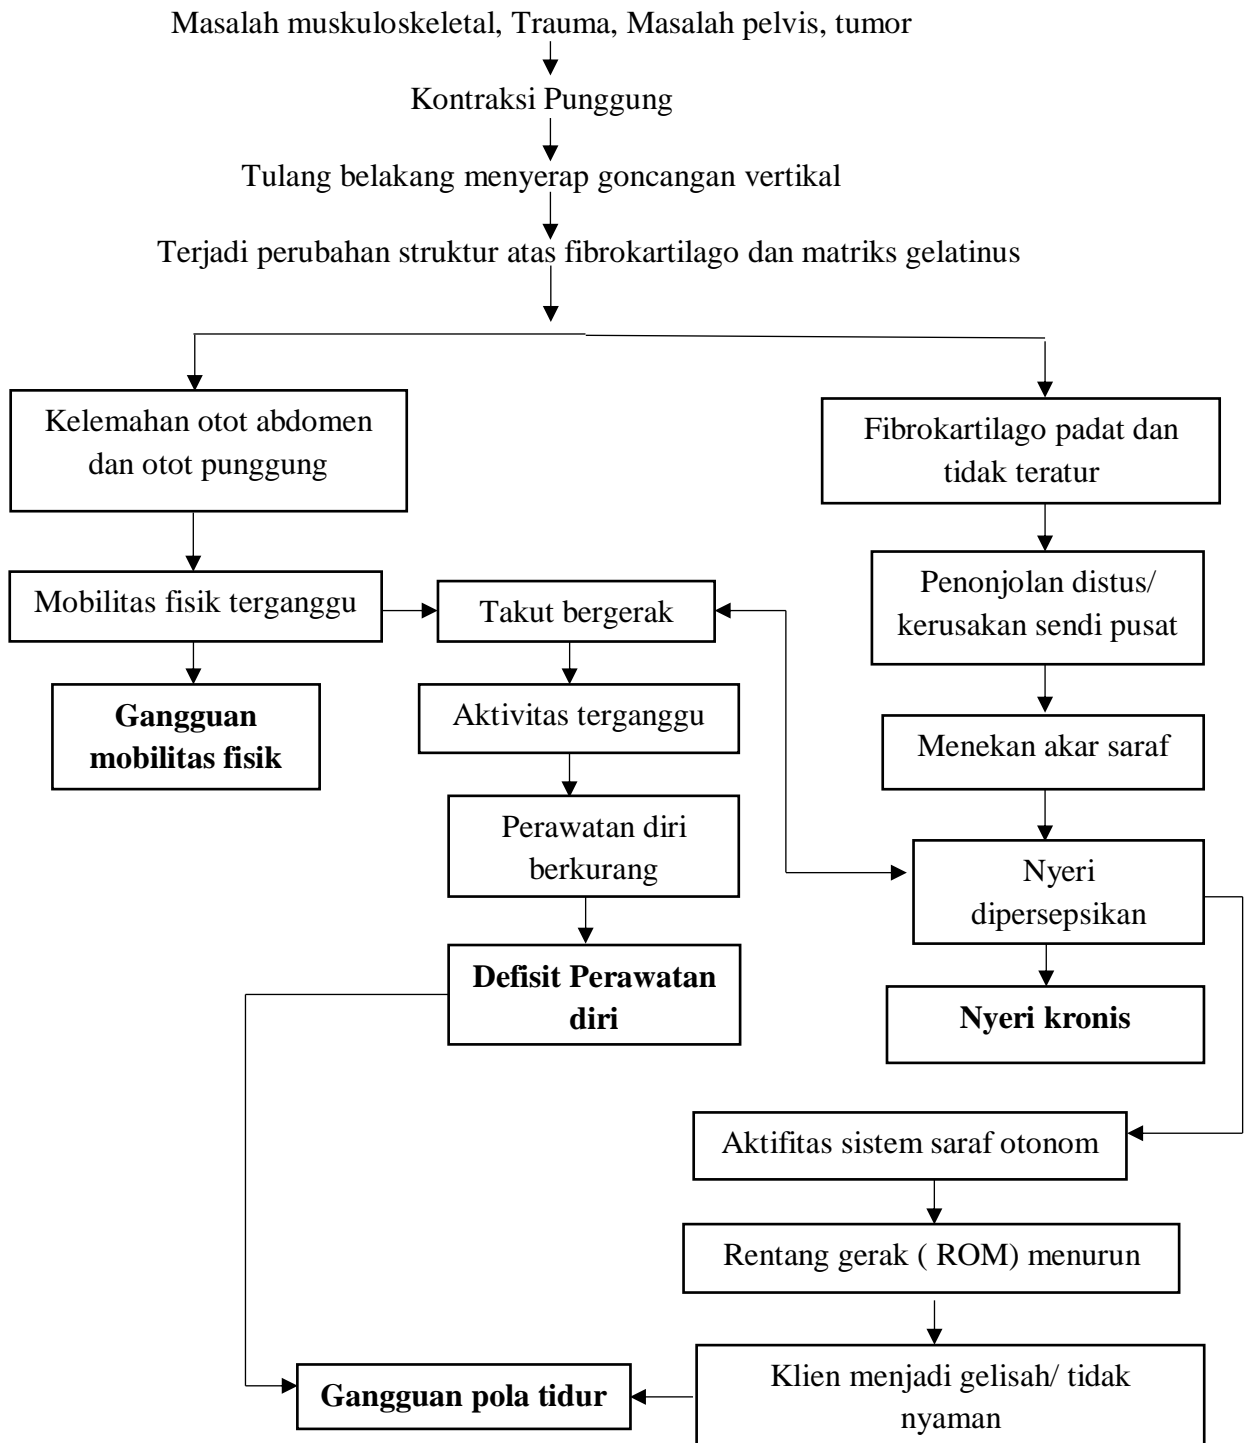 Masalah muskuloskeletal, Trauma, Masalah pelvis, tumor
Kontraksi Punggung
Tulang belakang menyerap goncangan vertikal
Terjadi perubahan struktur atas fibrokartilago dan matriks gelatinus
Kelemahan otot abdomen
dan otot punggung
Fibrokartilago padat dan
tidak teratur
Mobilitas fisik terganggu
Takut bergerak
Penonjolan distus/
kerusakan sendi pusat
Gangguan
mobilitas fisik
Aktivitas terganggu
Menekan akar saraf
Perawatan diri
berkurang
Nyeri
dipersepsikan
Defisit Perawatan
diri
Nyeri kronis
Aktifitas sistem saraf otonom
Rentang gerak ( ROM) menurun
Klien menjadi gelisah/ tidak
nyaman
Gangguan pola tidur